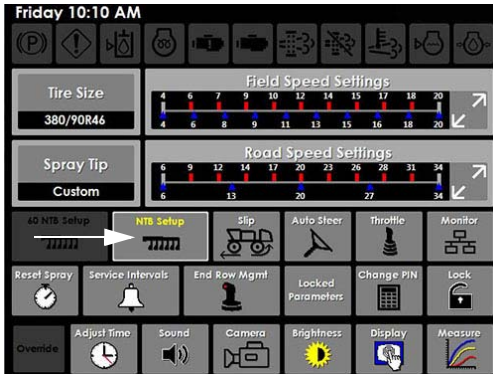 Friday 10:10 AM
(P)
Tire Size
380/90R46
Field Speed Settings
4 6 7 9 10 12 14 15 17 18 20
4 6 8 9 11 13 15 16 18 20
Spray Tip
Custom
Road Speed Settings
6 9 12 14 17 20 23 26 28 31 34
6 13 20 27 34
60 NTB Setup
NTB Setup
Slip
Auto Steer
Throttle
Monitor
Reset Spray
Service Intervals
End Row Mgmt
Locked
Parameters
Change PIN
Lock
Override
Adjust Time
Sound
Camera
Brightness
Display
Measure